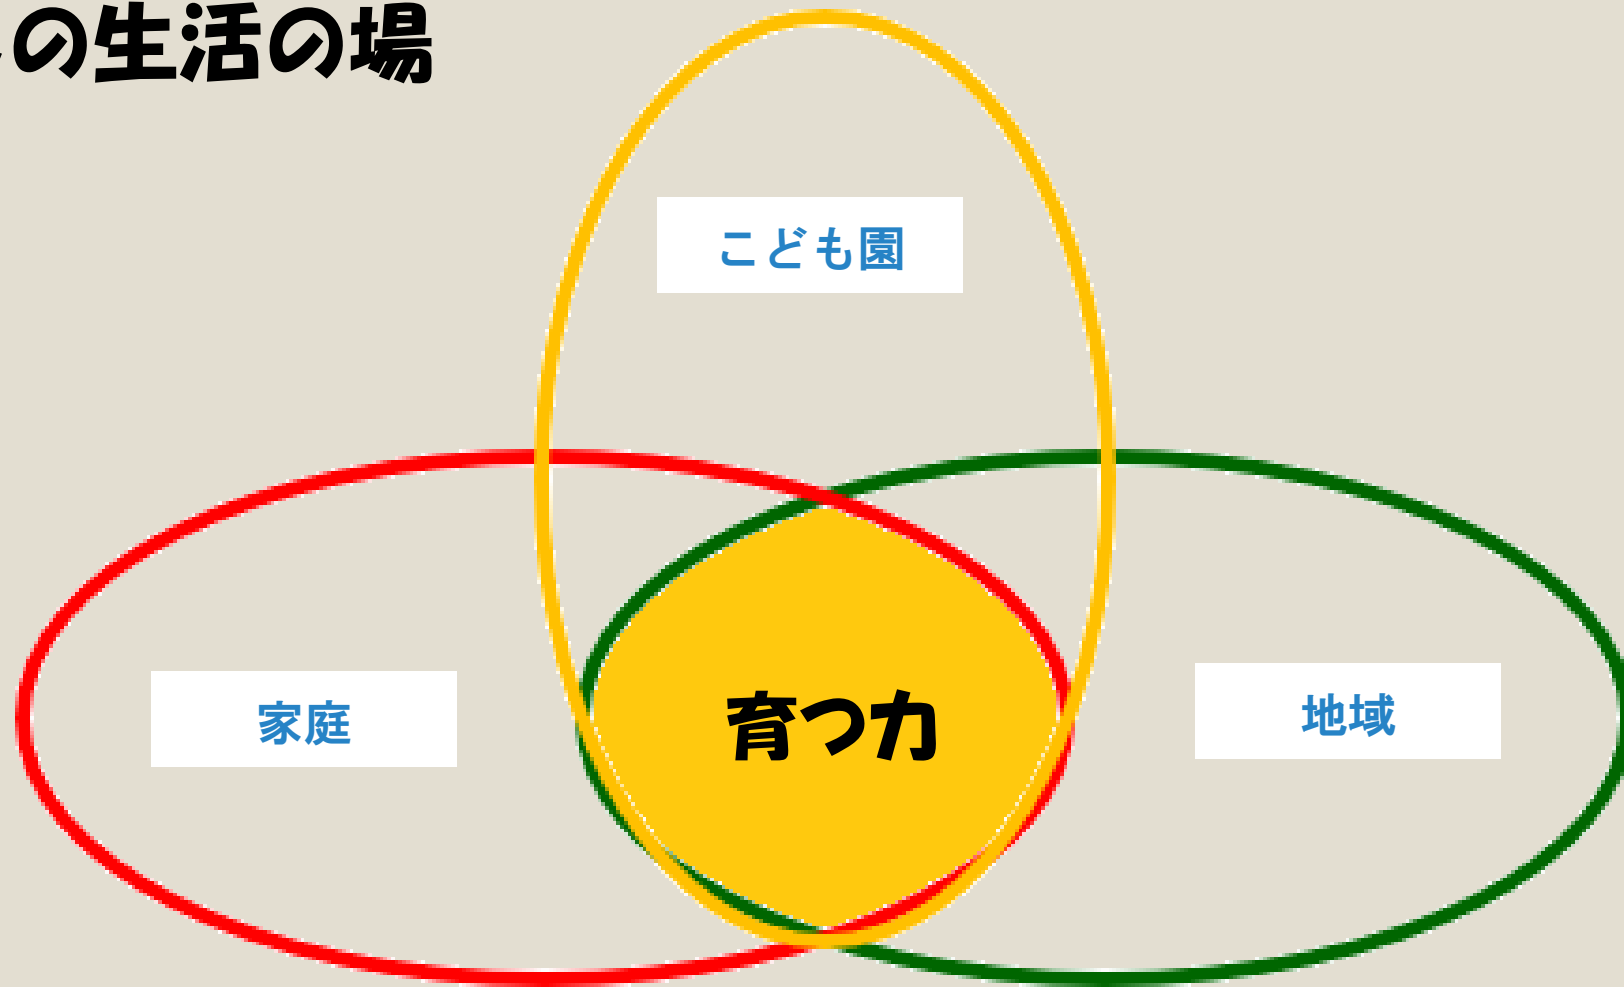 の生活の場
こども園
家庭
育つ力
地域